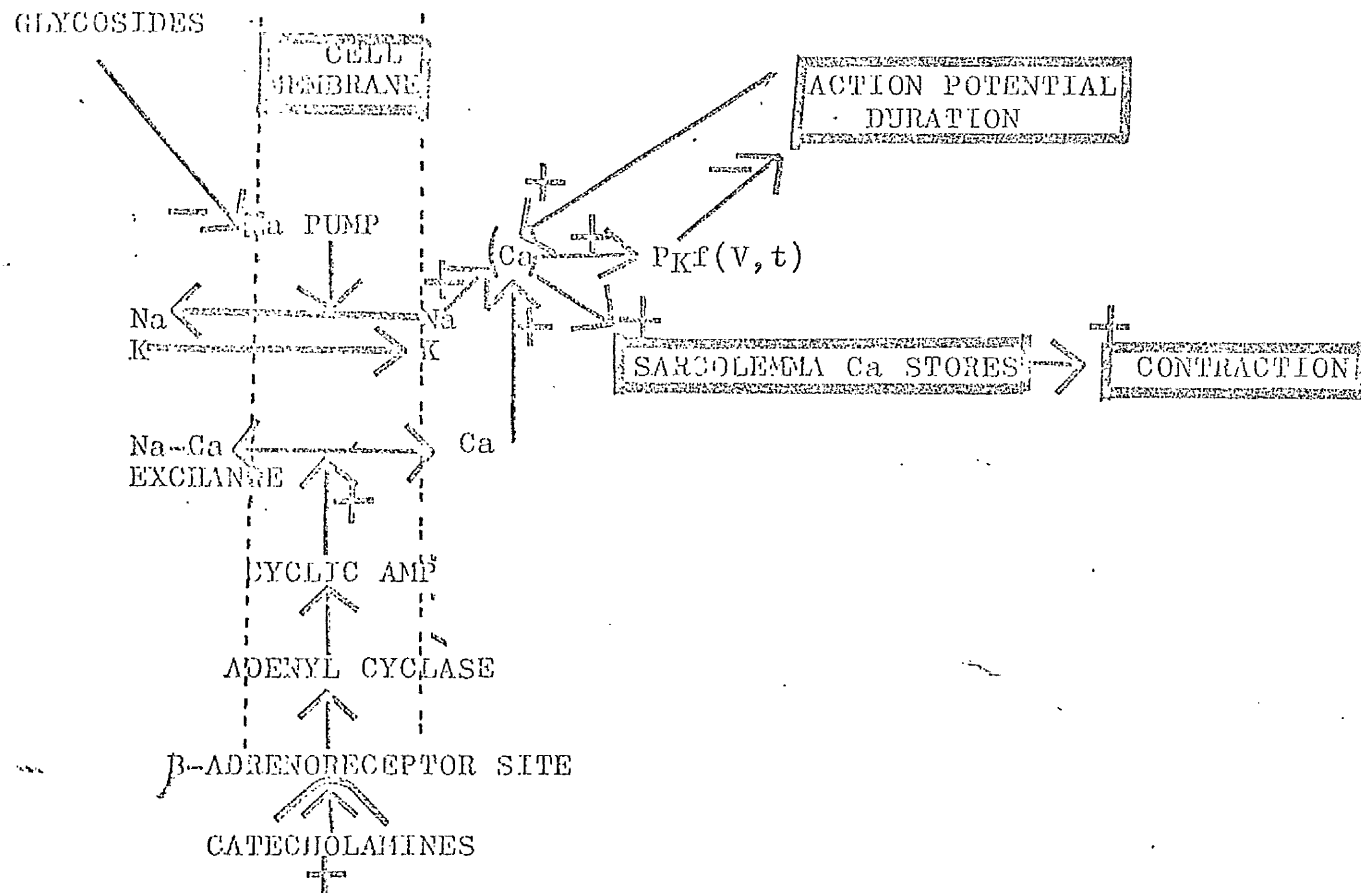 GLYCOSIDES
CELL
MEMBRANE
ACTION POTENTIAL
DURATION
+
- Na PUMP
+
-
(Ca
PKf(V,t)
+
Na
Na
K
K
+
+
+
SARCOLEMMA Ca STORES
CONTRACTION
Na-Ca
EXCHANGE
Ca
+
CYCLIC AMP
ADENYL CYCLASE
β-ADRENORECEPTOR SITE
CATECHOLAMINES
+